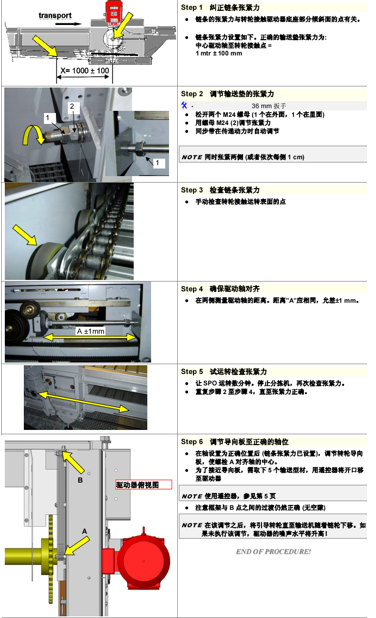 transport
X= 1000 ± 100
Step 1 纠正链条张紧力
● 链条的张紧力与转轮接触驱动器底座部分倾斜面的点有关。
● 链条张紧力设置如下。正确的输送垫张紧力为:
中心驱动轴至转轮接触点 =
1 mtr ± 100 mm
2
1
1
Step 2 调节输送垫的张紧力
36 mm 扳手
● 松开两个 M24 螺母 (1 个在外面，1 个在里面)
● 用螺母 M24 (2)调节张紧力
● 同步带在传递动力时自动调节
NOTE 同时张紧两侧 (或者依次每侧 1 cm)
Step 3 检查链条张紧力
● 手动检查转轮接触运转表面的点
A ±1mm
Step 4 确保驱动轴对齐
● 在两侧测量驱动轴的距离。距离"A"应相同，允差±1 mm。
Step 5 试运转检查张紧力
● 让 SPO 运转数分钟。停止分拣机，再次检查张紧力。
● 重复步骤 2 至步骤 4，直至张紧力正确。
B
驱动器俯视图
A
Step 6 调节导向板至正确的轴位
● 在轴设置为正确位置后 (链条张紧力已设置)，调节转轮导向板，使螺栓 A 对齐轴的中心。
● 为了接近导向板，需取下 5 个输送型材，用遥控器将开口移至驱动器
NOTE 使用遥控器，参见第 5 页
● 注意框架与 B 点之间的过渡仍然正确 (无空隙)
NOTE 在该调节之后，将引导转轮直至输送机随着链轮下移。如果未执行该调节，驱动器的噪声水平将升高!
END OF PROCEDURE!